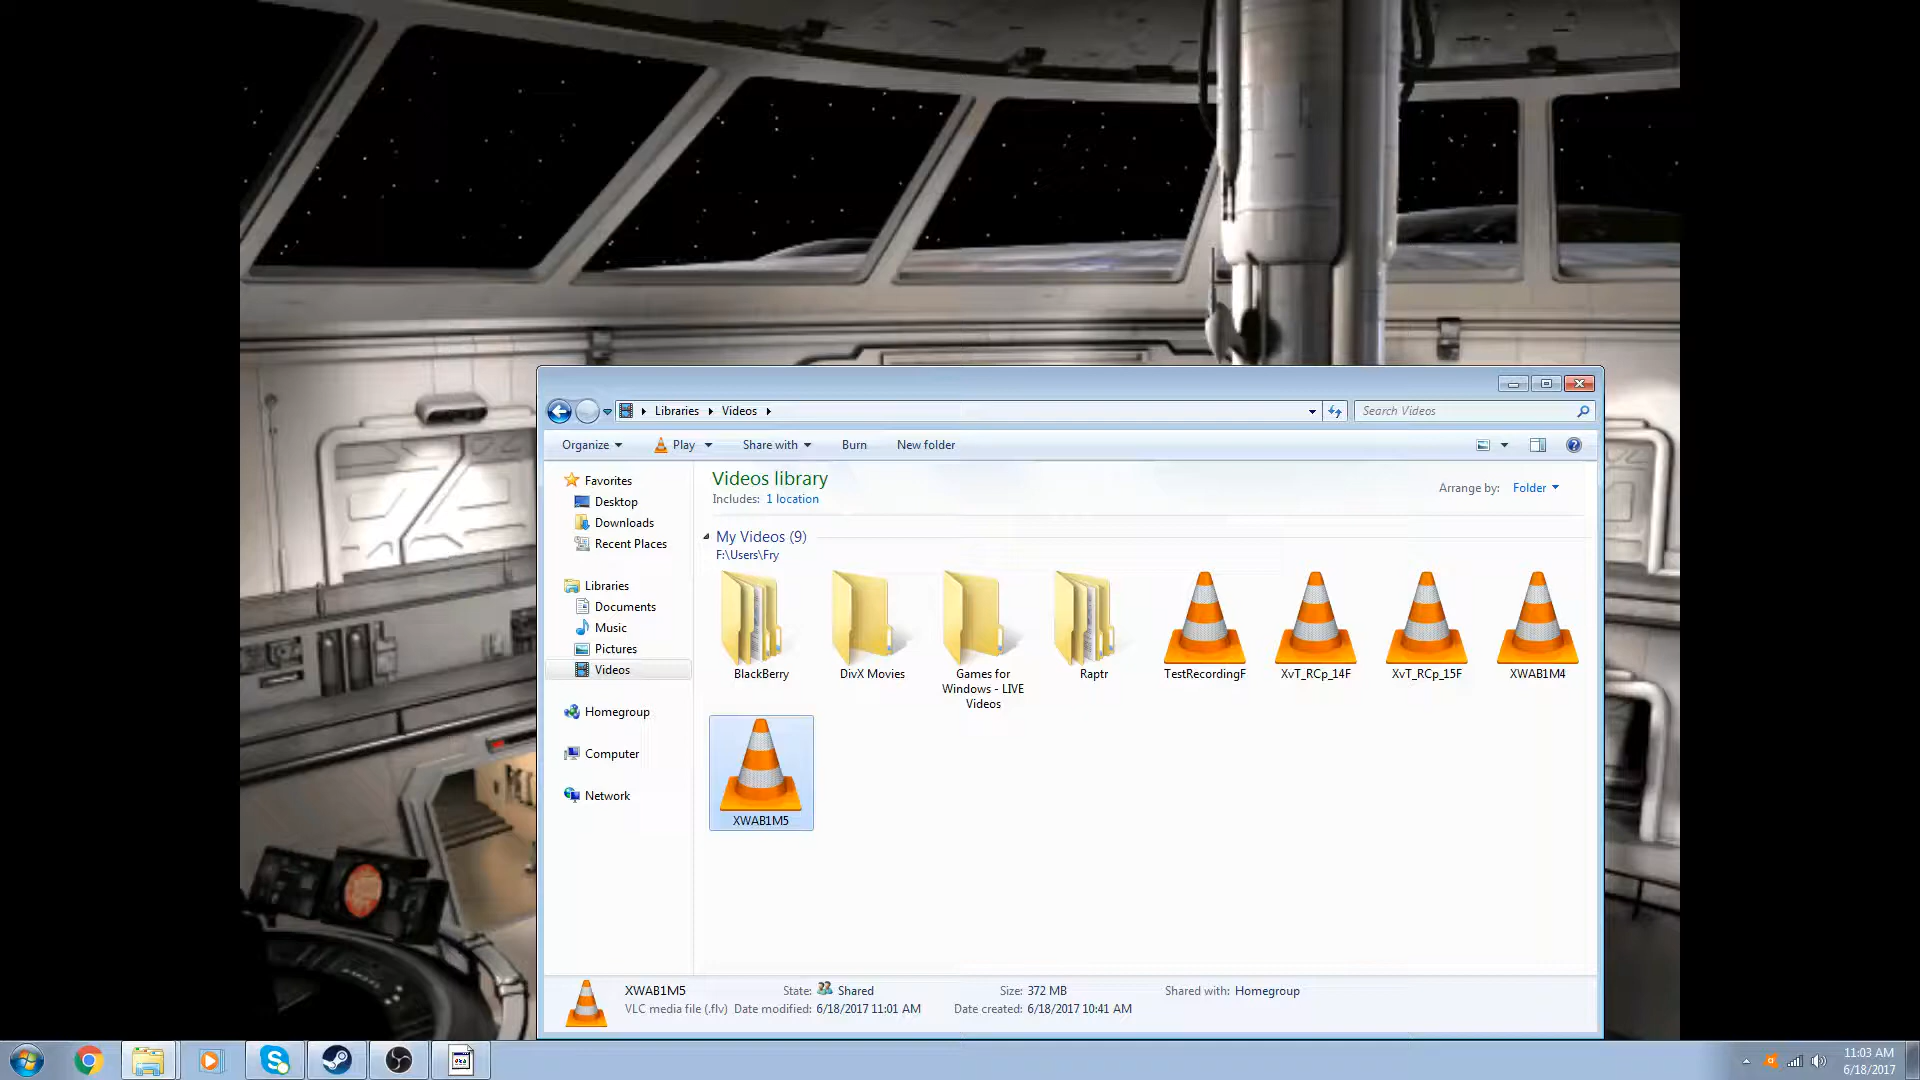 Libraries
Videos
Search Videos
Organize
Play
Share with
Burn
New folder
Favorites
Desktop
Downloads
Recent Places
Libraries
Documents
Music
Pictures
Videos
Homegroup
Computer
Network
Videos library
Includes: 1 location
Arrange by: Folder
My Videos (9)
F:\Users\Fry
BlackBerry
DivX Movies
Games for
Windows - LIVE
Videos
Raptr
TestRecordingF
XvT_RCp_14F
XvT_RCp_15F
XWAB1M4
XWAB1M5
XWAB1M5
State: Shared
Size: 372 MB
Shared with: Homegroup
VLC media file (.flv)
Date modified: 6/18/2017 11:01 AM
Date created: 6/18/2017 10:41 AM
11:03 AM
6/18/2017